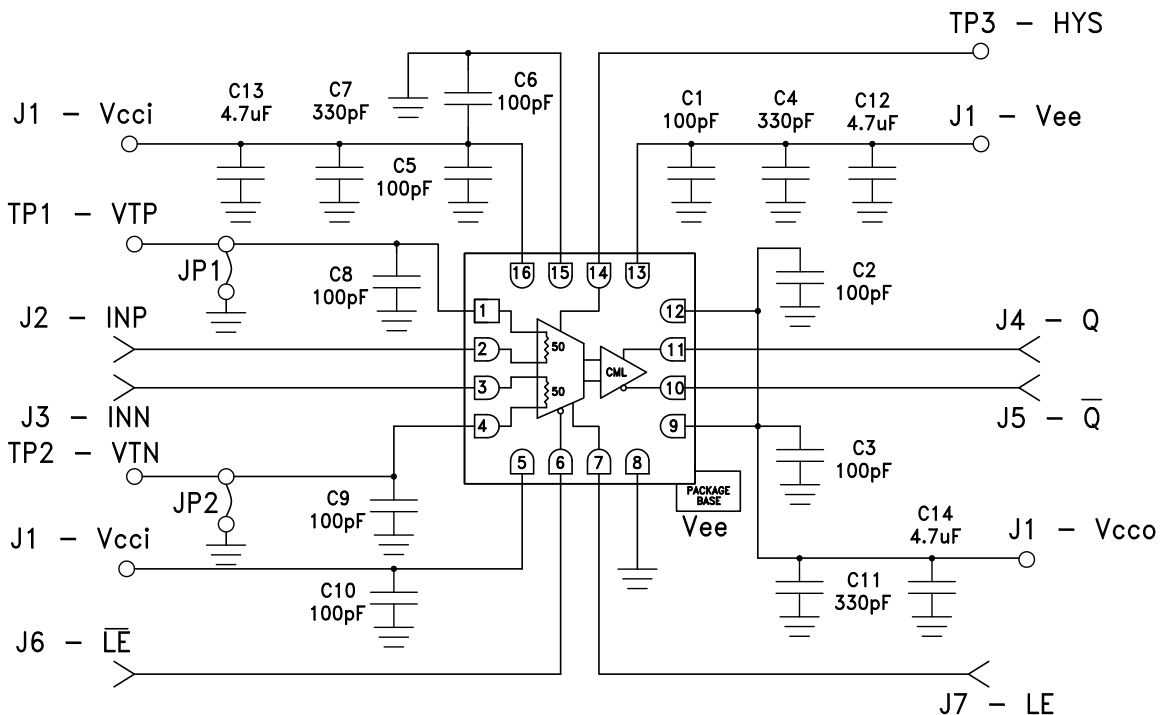 TP3 - HYS
C6
100pF
C13
4.7uF
C7
330pF
C1
100pF
C4
330pF
C12
4.7uF
J1 - Vcci
J1 - Vee
C5
100pF
TP1 - VTP
JP1
C8
100pF
16
15
14
13
C2
100pF
J2 - INP
1
12
J4 - Q
2
50
CML
11
3
50
10
J3 - INN
J5 - Q̅
4
9
TP2 - VTN
5
6
7
8
C3
100pF
JP2
C9
100pF
PACKAGE
BASE
Vee
C14
4.7uF
J1 - Vcci
J1 - Vcco
C10
100pF
C11
330pF
J6 - L̅E̅
J7 - LE